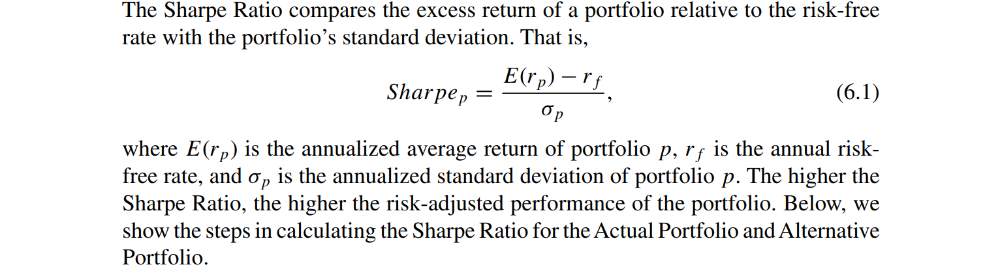 The Sharpe Ratio compares the excess return of a portfolio relative to the risk-free
rate with the portfolio’s standard deviation. That is,
Sharpe_p = \frac{E(r_p) − r_f}{σ_p}, (6.1)
where E(r_p) is the annualized average return of portfolio p, r_f is the annual risk-
free rate, and σ_p is the annualized standard deviation of portfolio p. The higher the
Sharpe Ratio, the higher the risk-adjusted performance of the portfolio. Below, we
show the steps in calculating the Sharpe Ratio for the Actual Portfolio and Alternative
Portfolio.